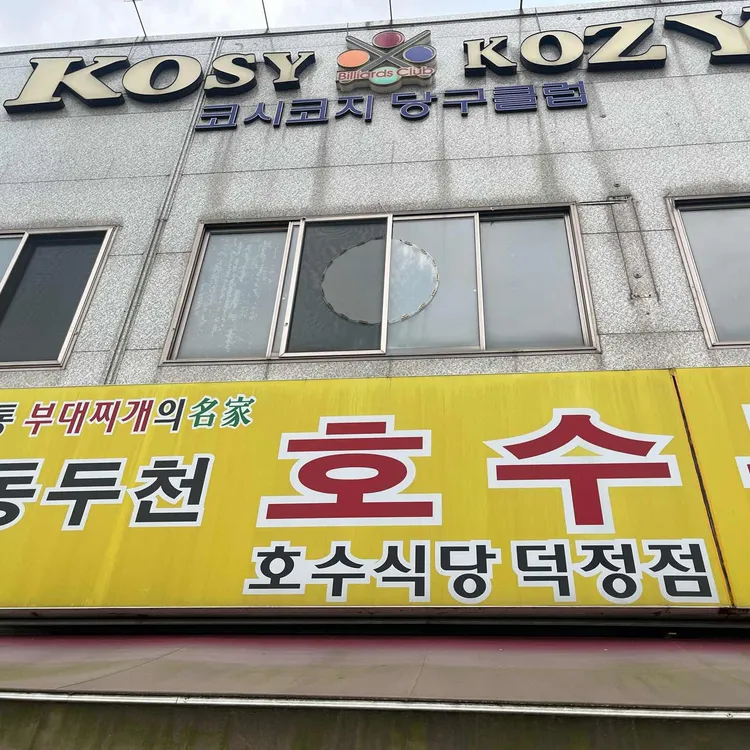 KOSY KOZY
Billiards Club
코시코지 당구클럽
통 부대찌개의 名家
동두천 호수
호수식당 덕정점